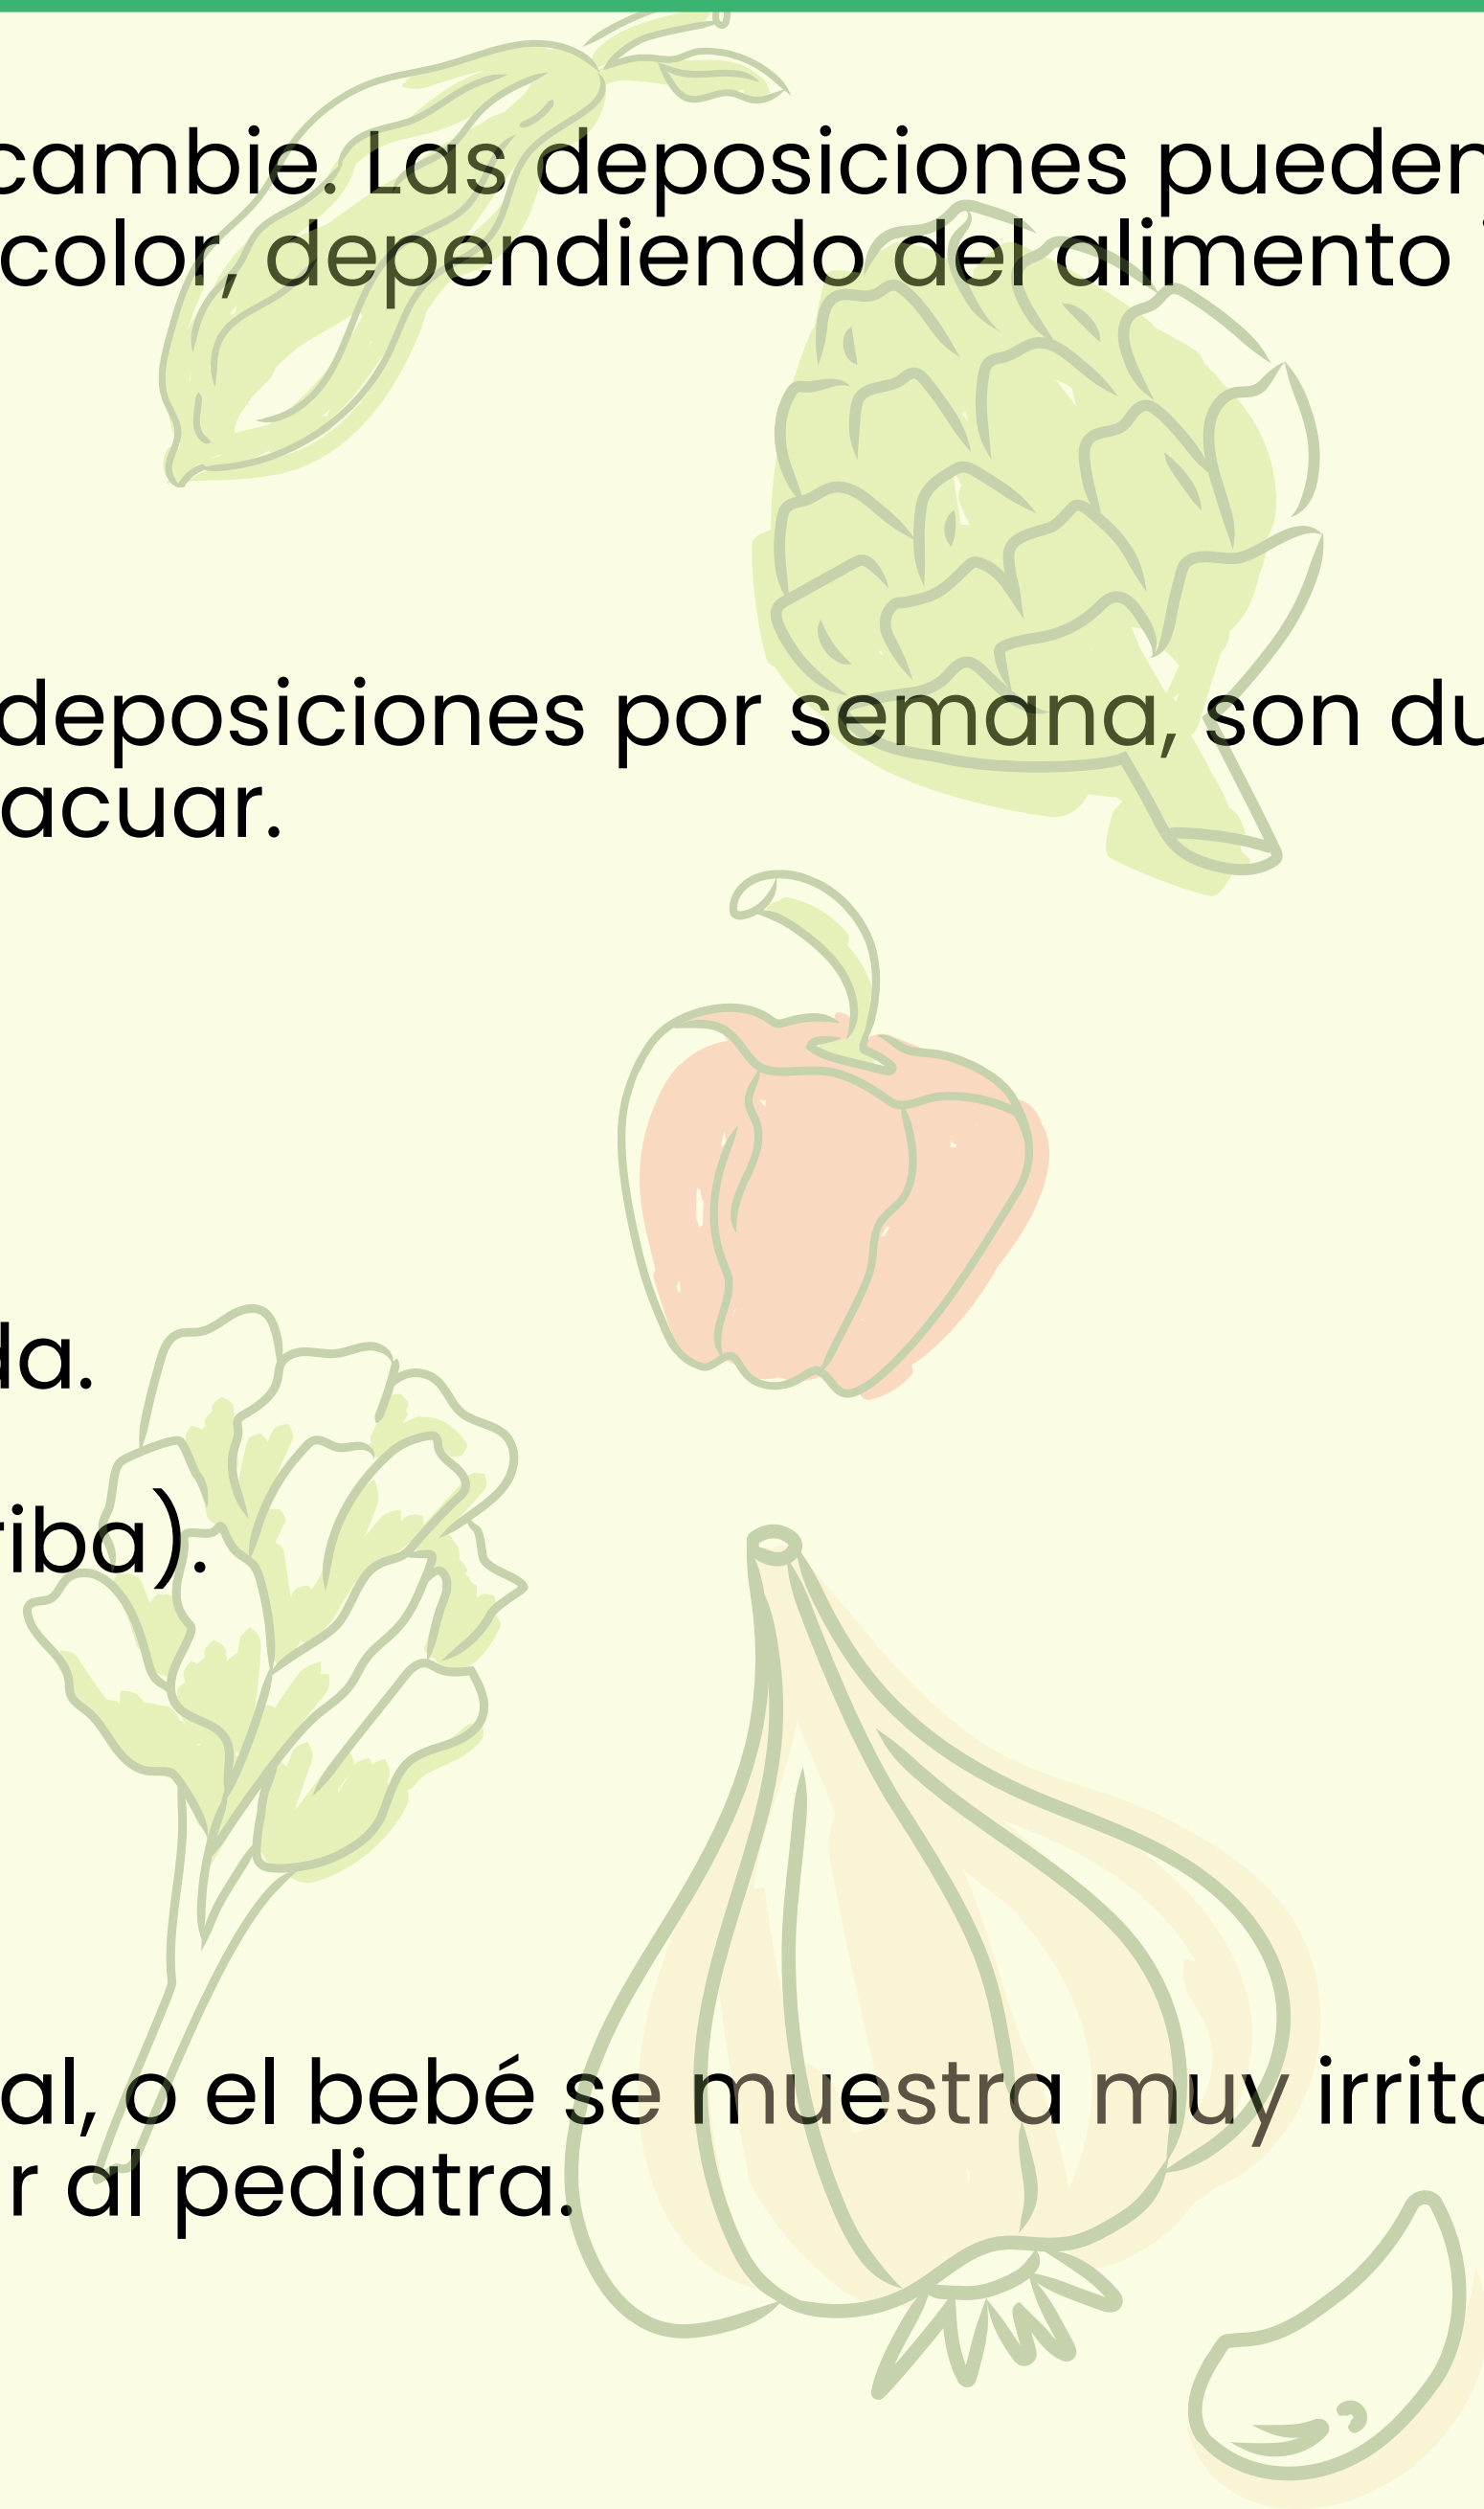 cambie. Las deposiciones pueden
color, dependiendo del alimento
deposiciones por semana, son du
acuar.
da.
riba).
al, o el bebé se muestra muy irrita
r al pediatra.